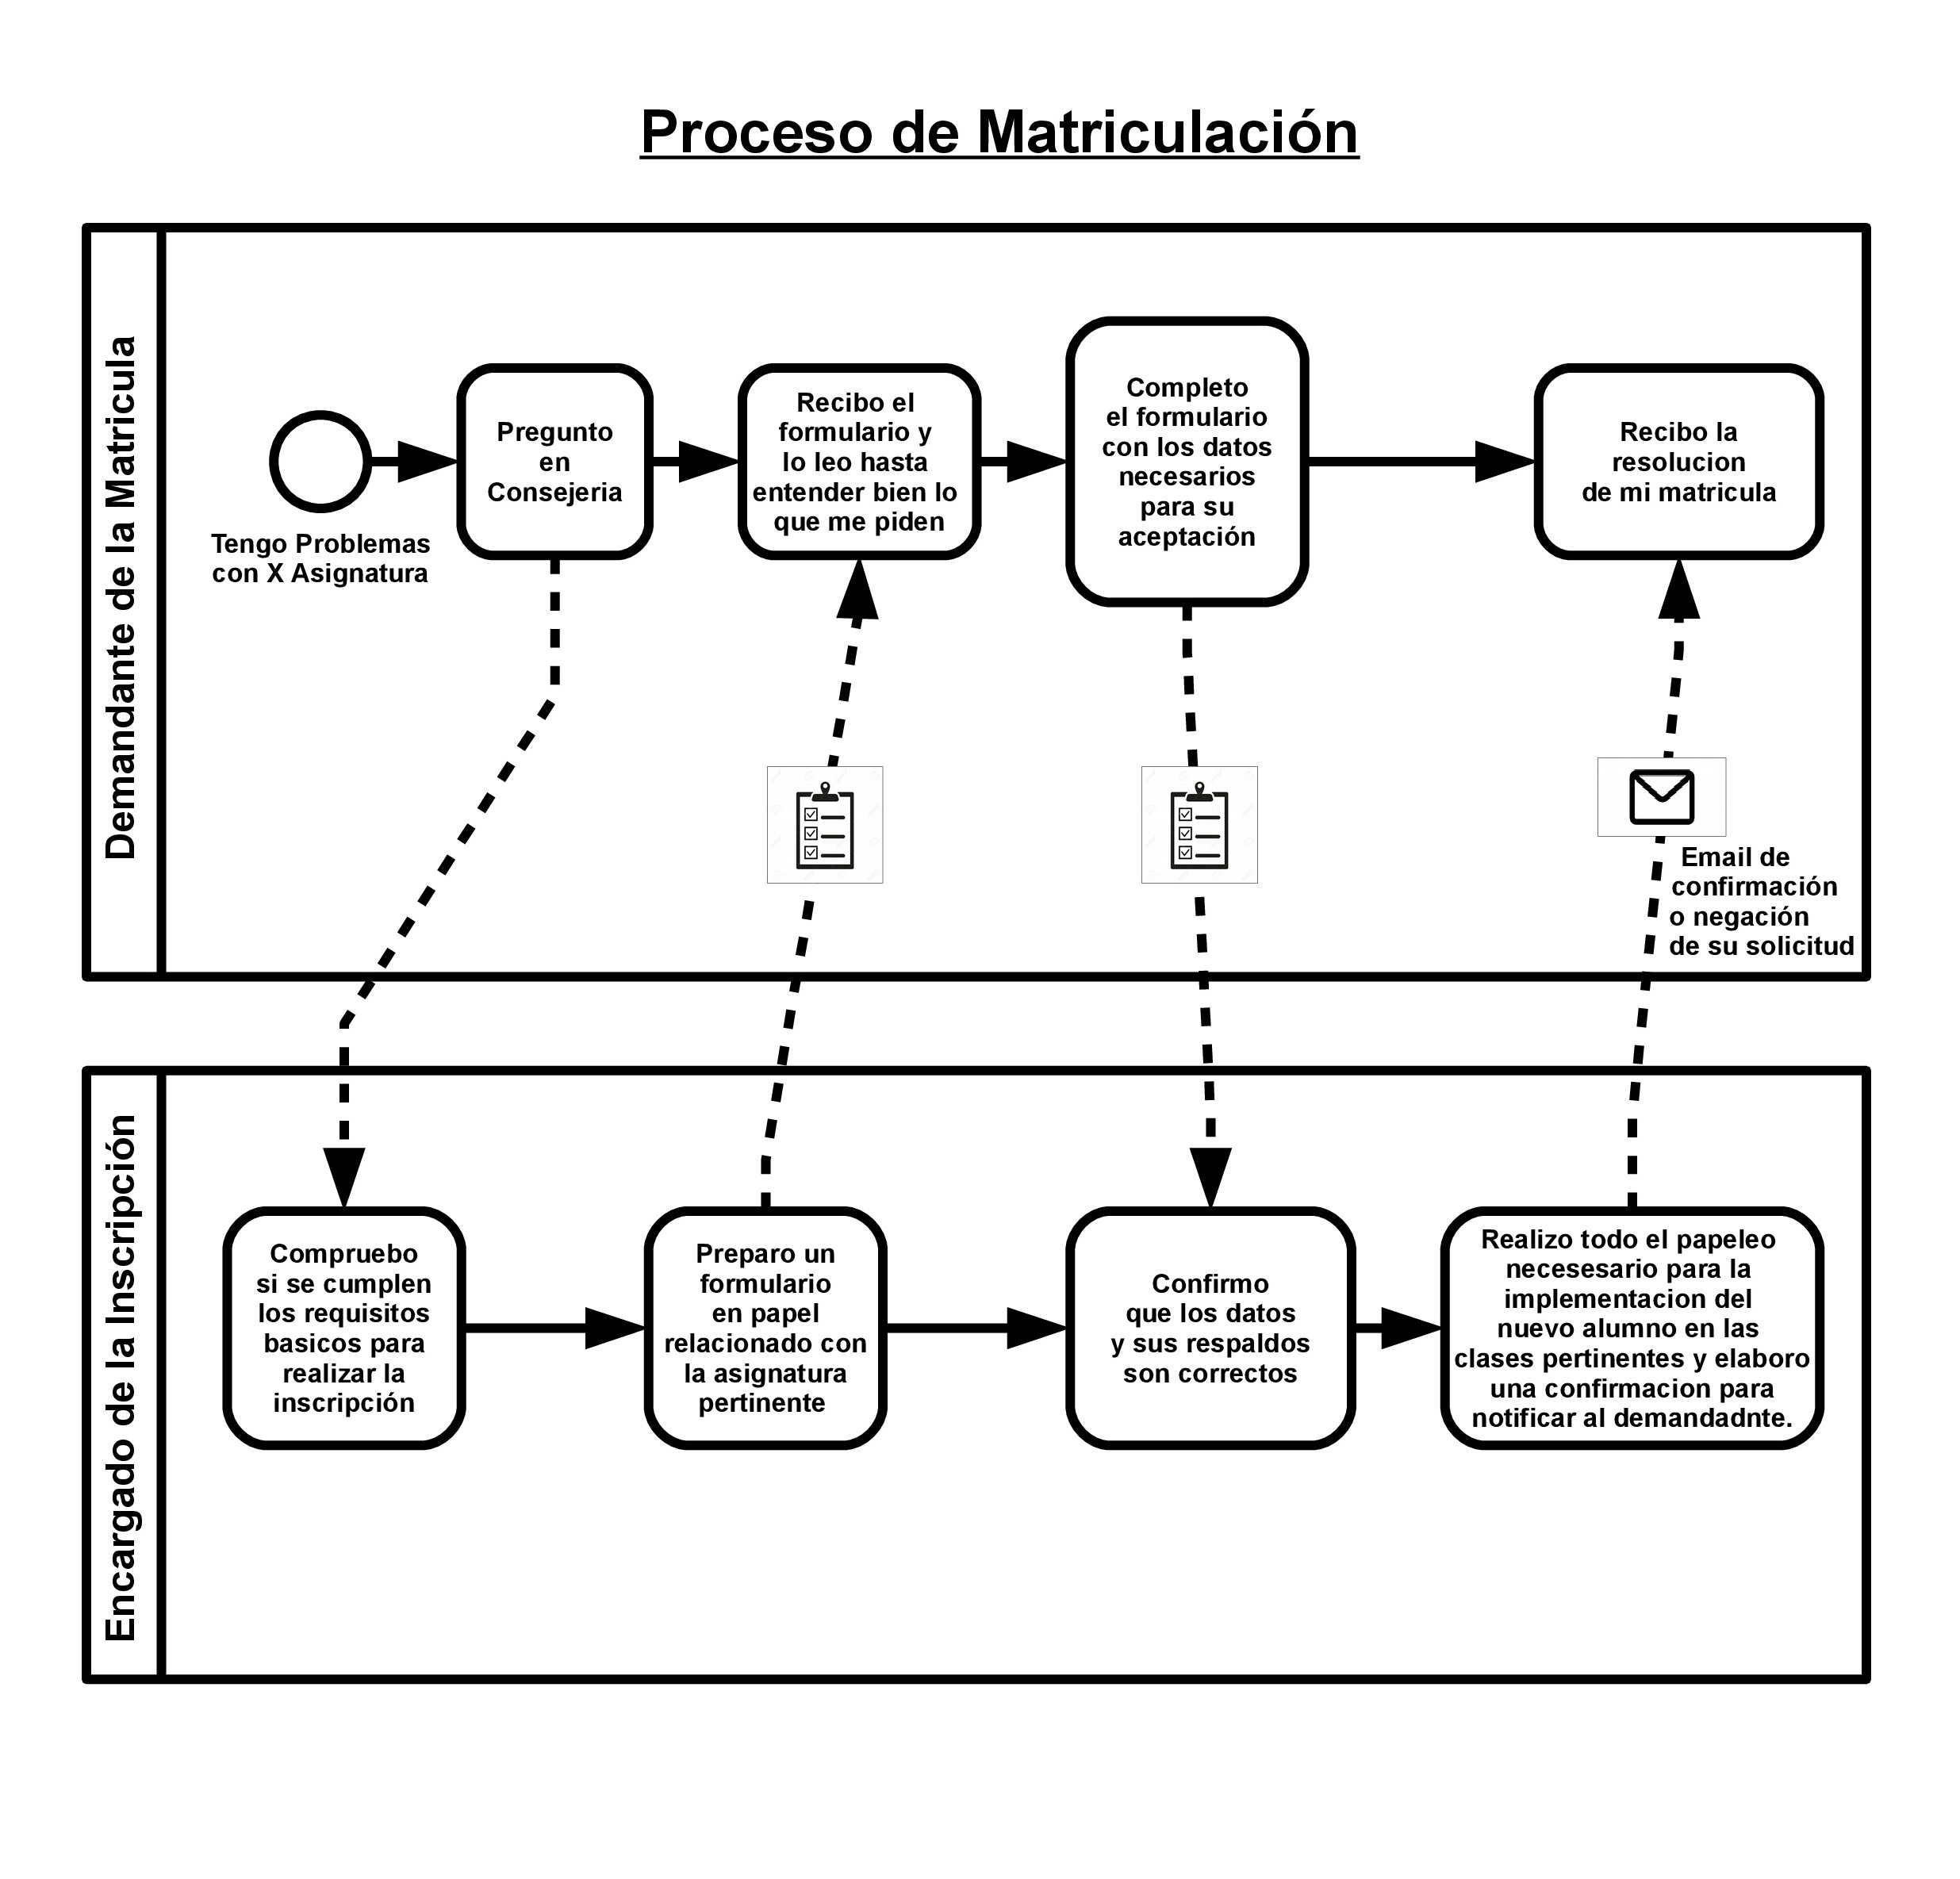 Proceso de Matriculación
Demandante de la Matricula
Tengo Problemas
con X Asignatura
Pregunto
en
Consejeria
Recibo el
formulario y
lo leo hasta
entender bien lo
que me piden
Completo
el formulario
con los datos
necesarios
para su
aceptación
Recibo la
resolucion
de mi matricula
Email de
confirmación
o negación
de su solicitud
Encargado de la Inscripción
Compruebo
si se cumplen
los requisitos
basicos para
realizar la
inscripción
Preparo un
formulario
en papel
relacionado con
la asignatura
pertinente
Confirmo
que los datos
y sus respaldos
son correctos
Realizo todo el papeleo
necesesario para la
implementacion del
nuevo alumno en las
clases pertinentes y elaboro
una confirmacion para
notificar al demandadnte.